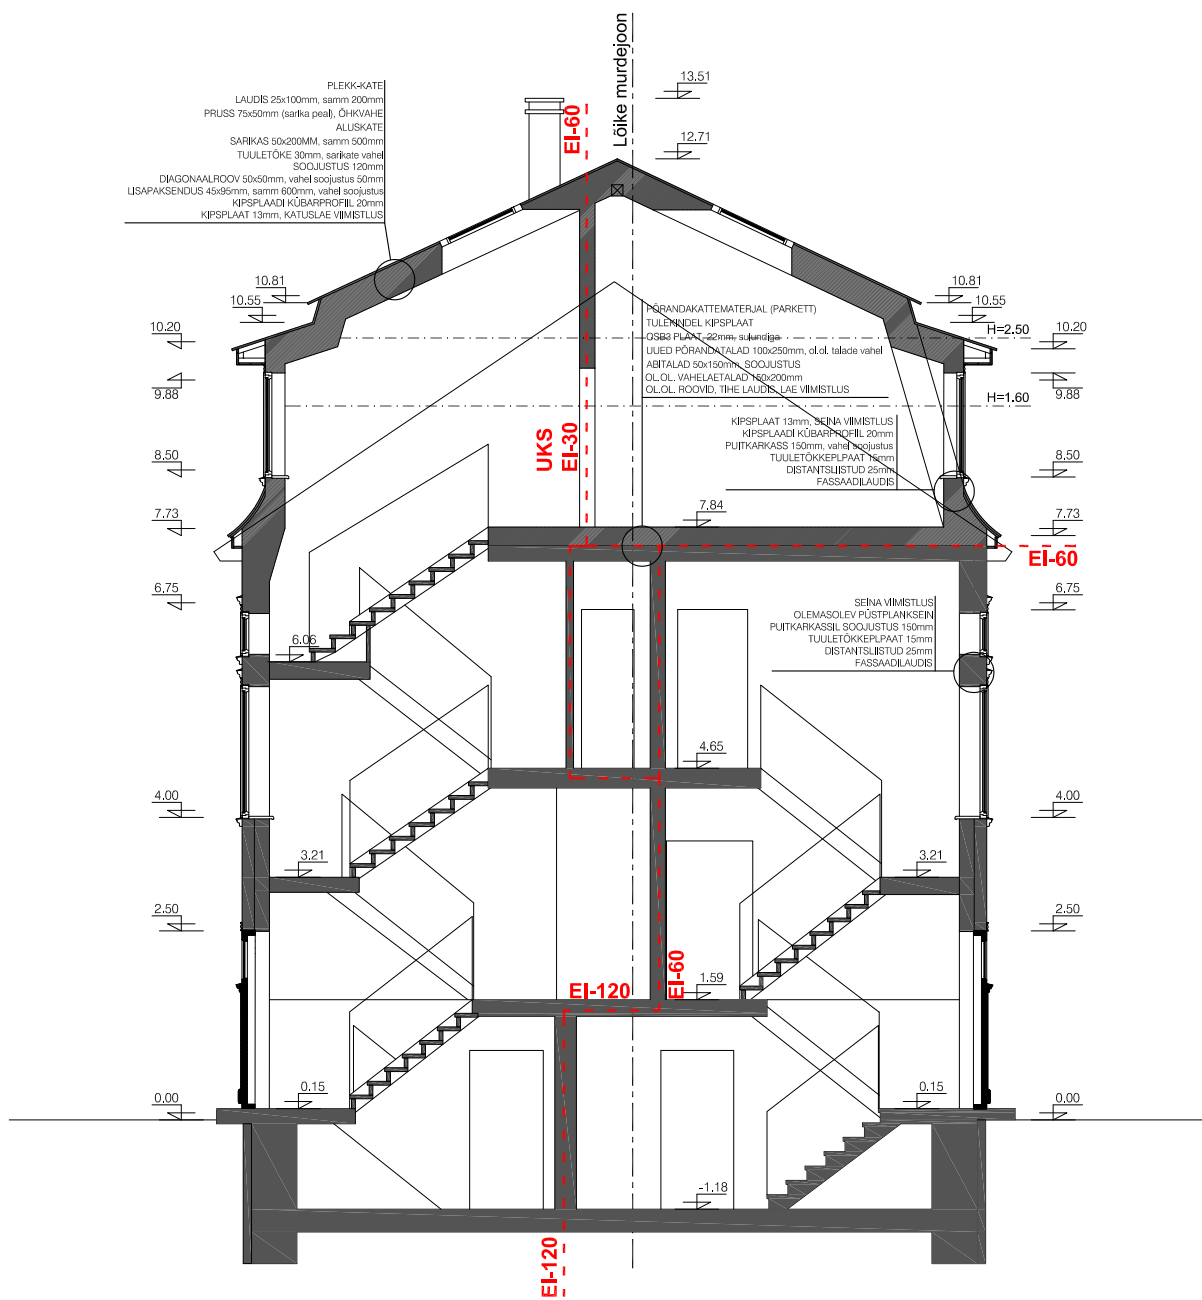 Lõike murdejoon
13.51
12.71
EI-60
PLEKK-KATE
LAUDIS 25x100mm, samm 200mm
PRUSS 75x50mm (sarika peal), ÕHKVAHE
ALUSKATE
SARIKAS 50x200MM, samm 500mm
TUULETÕKE 30mm, sarikate vahel
SOOJUSTUS 120mm
DIAGONAALROOV 50x50mm, vahel soojustus 50mm
LISAPAKSENDUS 45x95mm, samm 600mm, vahel soojustus
KIPSPLAADI KÜBARPROFIIL 20mm
KIPSPLAAT 13mm, KATUSLAE VIIMISTLUS
10.81
10.55
10.20
9.88
8.50
7.73
6.75
4.00
2.50
0.00
10.81
10.55
H=2.50
10.20
9.88
H=1.60
8.50
7.73
6.75
4.00
2.50
0.00
PÕRANDAKATTEMATERJAL (PARKETT)
TULEKINDEL KIPSPLAAT
OSB3 PLAAT, 22mm, sulundiga
UUED PÕRANDATALAD 100x250mm, ol.ol. talade vahel
ABITALAD 50x150mm, SOOJUSTUS
OL.OL. VAHELAETALAD 150x200mm
OL.OL. ROOVID, TIHE LAUDIS, LAE VIIMISTLUS
UKS
EI-30
KIPSPLAAT 13mm, SEINA VIIMISTLUS
KIPSPLAADI KÜBARPROFIIL 20mm
PUITKARKASS 150mm, vahel soojustus
TUULETÕKKEPLPAAT 15mm
DISTANTSLIISTUD 25mm
FASSAADILAUDIS
7.84
EI-60
SEINA VIIMISTLUS
OLEMASOLEV PÜSTPLANKSEIN
PUITKARKASSIL SOOJUSTUS 150mm
TUULETÕKKEPLPAAT 15mm
DISTANTSLIISTUD 25mm
FASSAADILAUDIS
6.06
4.65
3.21
3.21
EI-120
EI-60
1.59
0.15
0.15
-1.18
EI-120